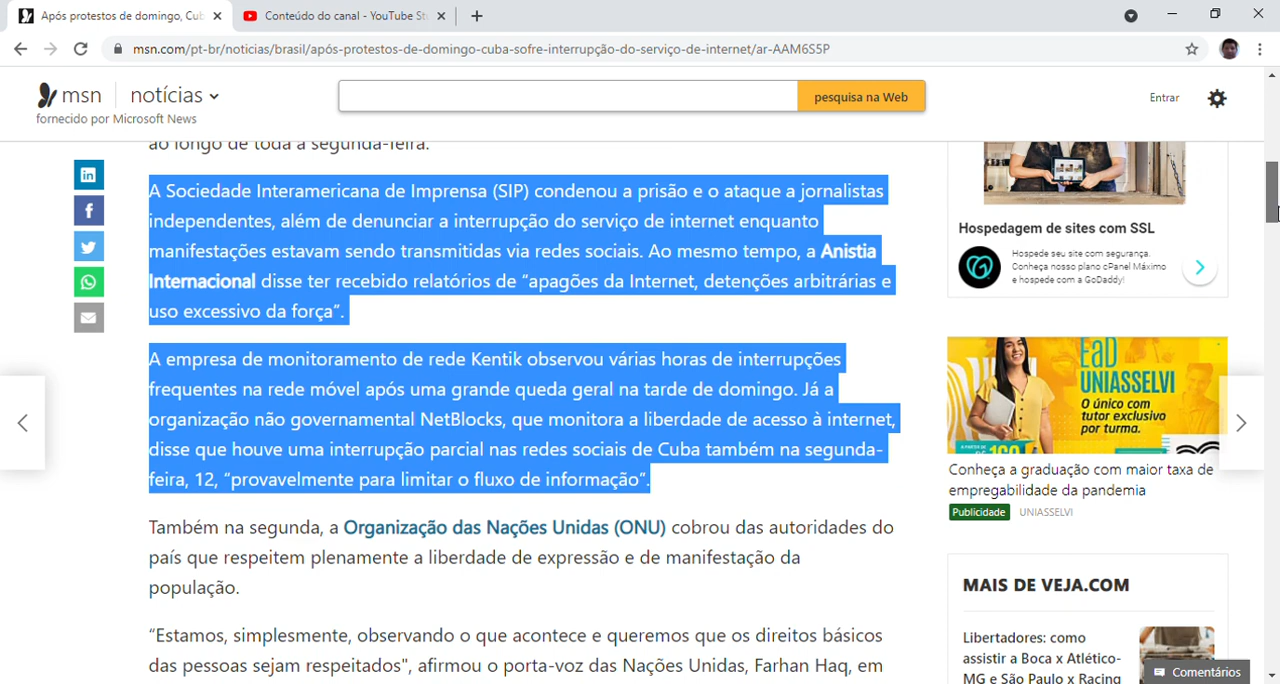 Após protestos de domingo, Cub
Conteúdo do canal - YouTube St
msn.com/pt-br/noticias/brasil/após-protestos-de-domingo-cuba-sofre-interrupção-do-serviço-de-internet/ar-AAM6S5P
msn notícias
fornecido por Microsoft News
pesquisa na Web
Entrar
ao longo de toda a segunda-feira.
A Sociedade Interamericana de Imprensa (SIP) condenou a prisão e o ataque a jornalistas
independentes, além de denunciar a interrupção do serviço de internet enquanto
manifestações estavam sendo transmitidas via redes sociais. Ao mesmo tempo, a Anistia
Internacional disse ter recebido relatórios de “apagões da Internet, detenções arbitrárias e
uso excessivo da força”.
A empresa de monitoramento de rede Kentik observou várias horas de interrupções
frequentes na rede móvel após uma grande queda geral na tarde de domingo. Já a
organização não governamental NetBlocks, que monitora a liberdade de acesso à internet,
disse que houve uma interrupção parcial nas redes sociais de Cuba também na segunda-
feira, 12, “provavelmente para limitar o fluxo de informação”.
Também na segunda, a Organização das Nações Unidas (ONU) cobrou das autoridades do
país que respeitem plenamente a liberdade de expressão e de manifestação da
população.
“Estamos, simplesmente, observando o que acontece e queremos que os direitos básicos
das pessoas sejam respeitados", afirmou o porta-voz das Nações Unidas, Farhan Haq, em
Hospedagem de sites com SSL
Hospede seu site com segurança.
Conheça nosso plano cPanel Máximo
e hospede com a GoDaddy!
EaD
UNIASSELVI
O único com
tutor exclusivo
por turma.
A PARTIR DE
Conheça a graduação com maior taxa de
empregabilidade da pandemia
Publicidade UNIASSELVI
MAIS DE VEJA.COM
Libertadores: como
assistir a Boca x Atlético-
MG e São Paulo x Racing
Comentários